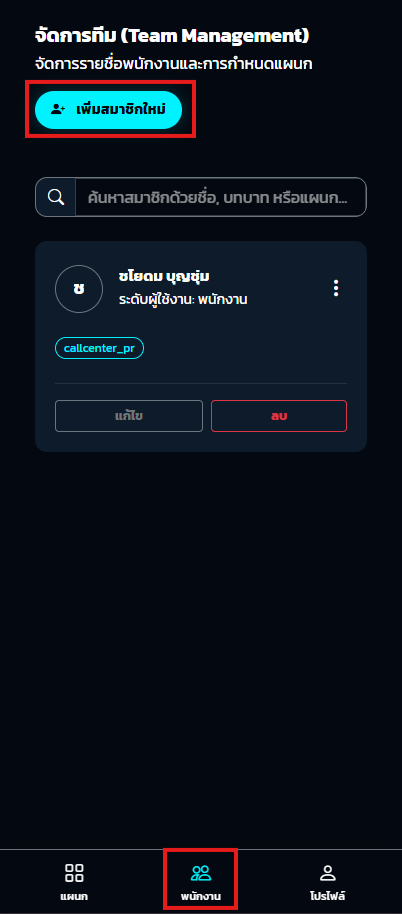 จัดการทีม (Team Management)
จัดการรายชื่อพนักงานและการกำหนดแผนก
เพิ่มสมาชิกใหม่
ค้นหาสมาชิกด้วยชื่อ, บทบาท หรือแผนก...
ช
ชโยดม บุญชุ่ม
ระดับผู้ใช้งาน: พนักงาน
callcenter_pr
แก้ไข
ลบ
แผนก
พนักงาน
โปรไฟล์